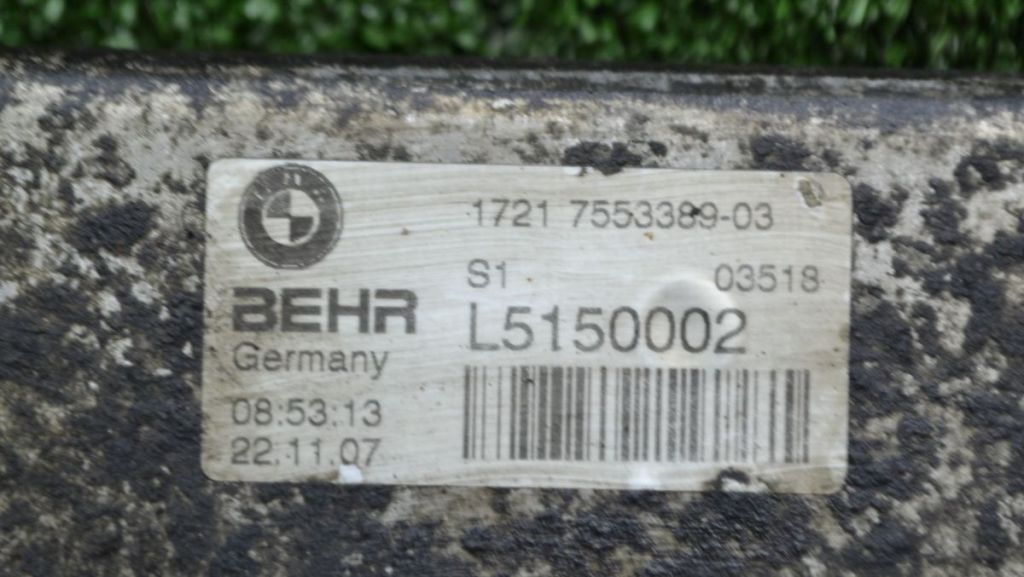 1721 7553389-03
S1 03518
BEHR L5150002
Germany
08:53:13
22.11.07